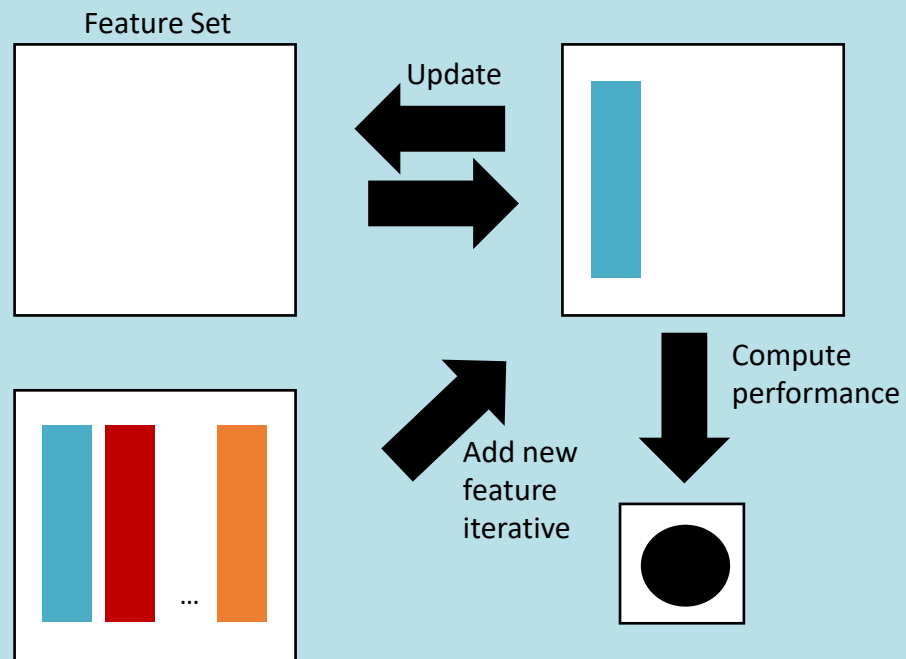 Feature Set
Update
Compute
performance
Add new
feature
iterative
...